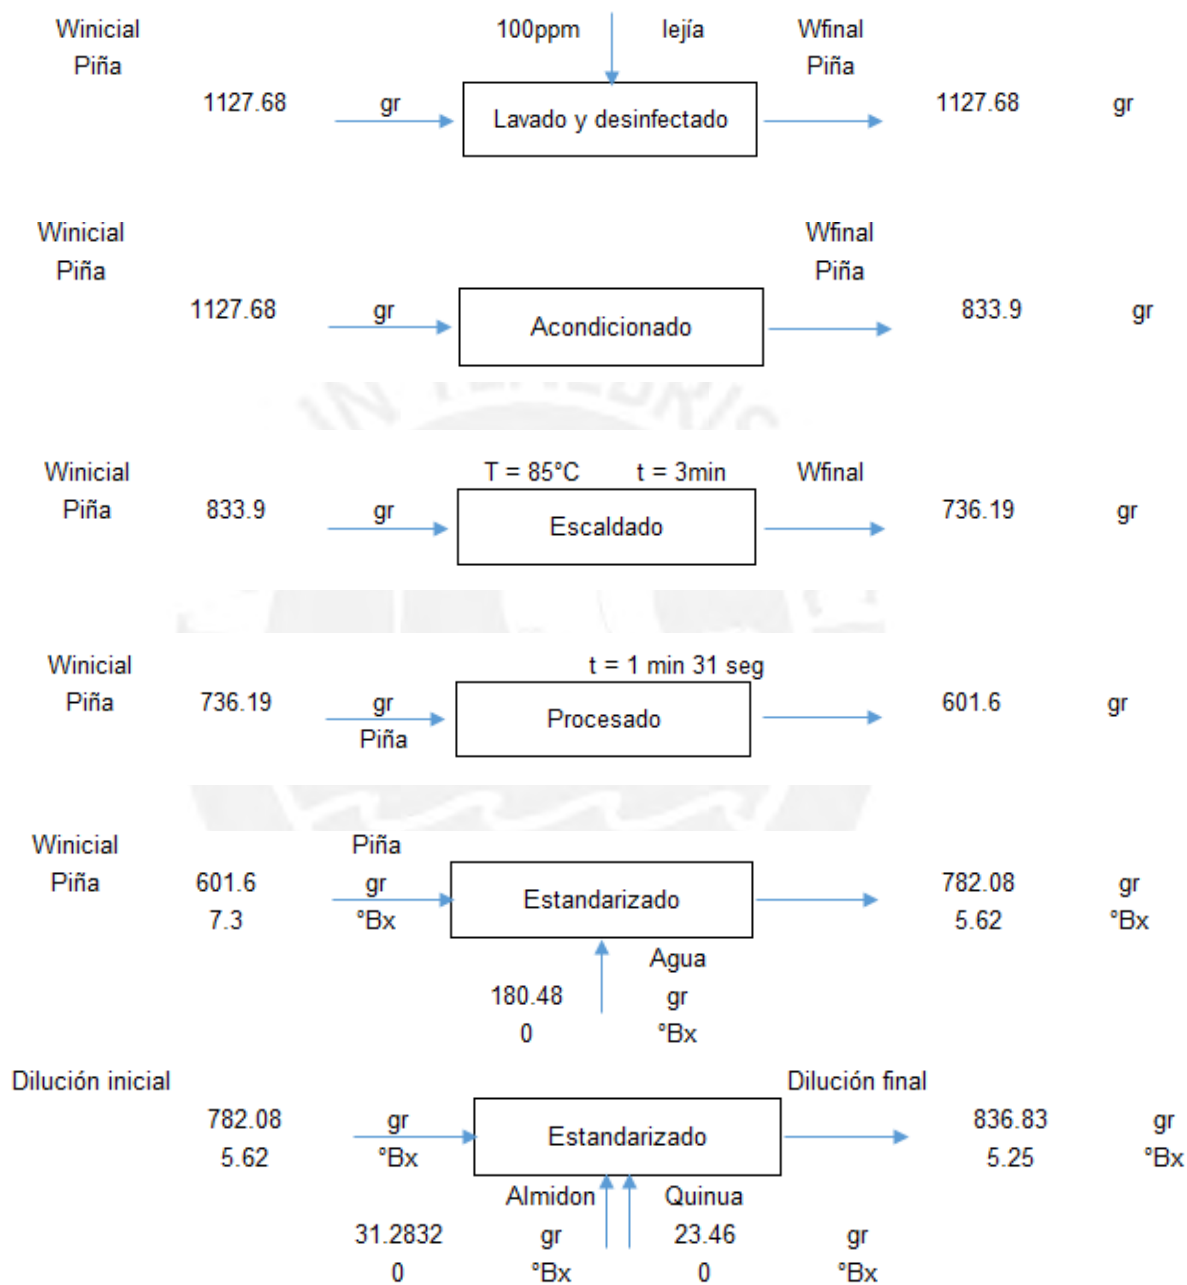 Winicial 100ppm lejía Wfinal
Piña Piña
1127.68 gr Lavado y desinfectado 1127.68 gr
Winicial Wfinal
Piña Piña
1127.68 gr Acondicionado 833.9 gr
Winicial T = 85°C t = 3min Wfinal
Piña 833.9 gr Escaldado 736.19 gr
Winicial t = 1 min 31 seg
Piña 736.19 gr Procesado 601.6 gr
Piña
Winicial Piña
Piña 601.6 gr Estandarizado 782.08 gr
7.3 °Bx 5.62 °Bx
Agua
180.48 gr
0 °Bx
Dilución inicial Dilución final
782.08 gr Estandarizado 836.83 gr
5.62 °Bx 5.25 °Bx
Almidon Quinua
31.2832 gr 23.46 gr
0 °Bx 0 °Bx